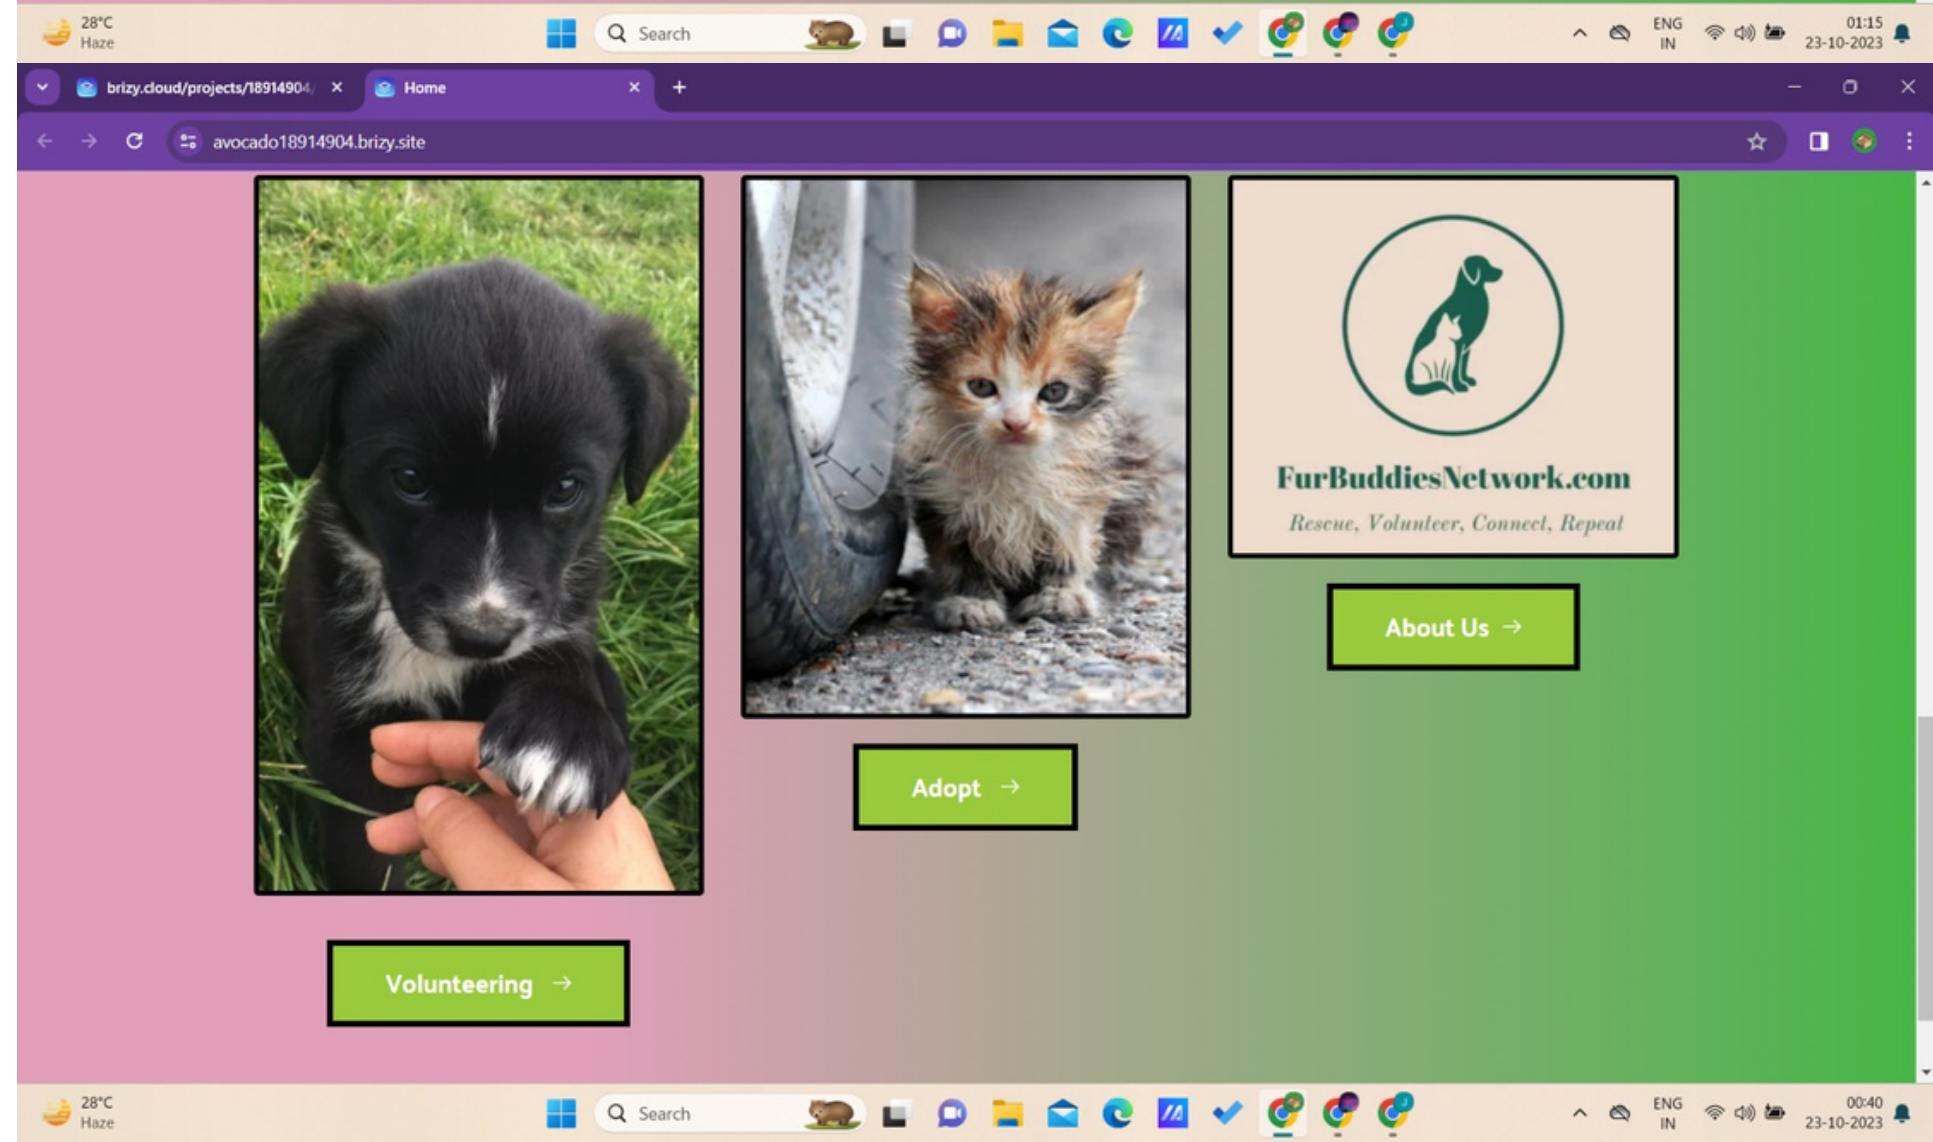 28°C
Haze
Search
ENG
IN
01:15
23-10-2023
brizy.cloud/projects/18914904/
Home
avocado18914904.brizy.site
FurBuddiesNetwork.com
Rescue, Volunteer, Connect, Repeat
About Us →
Adopt →
Volunteering →
28°C
Haze
Search
ENG
IN
00:40
23-10-2023